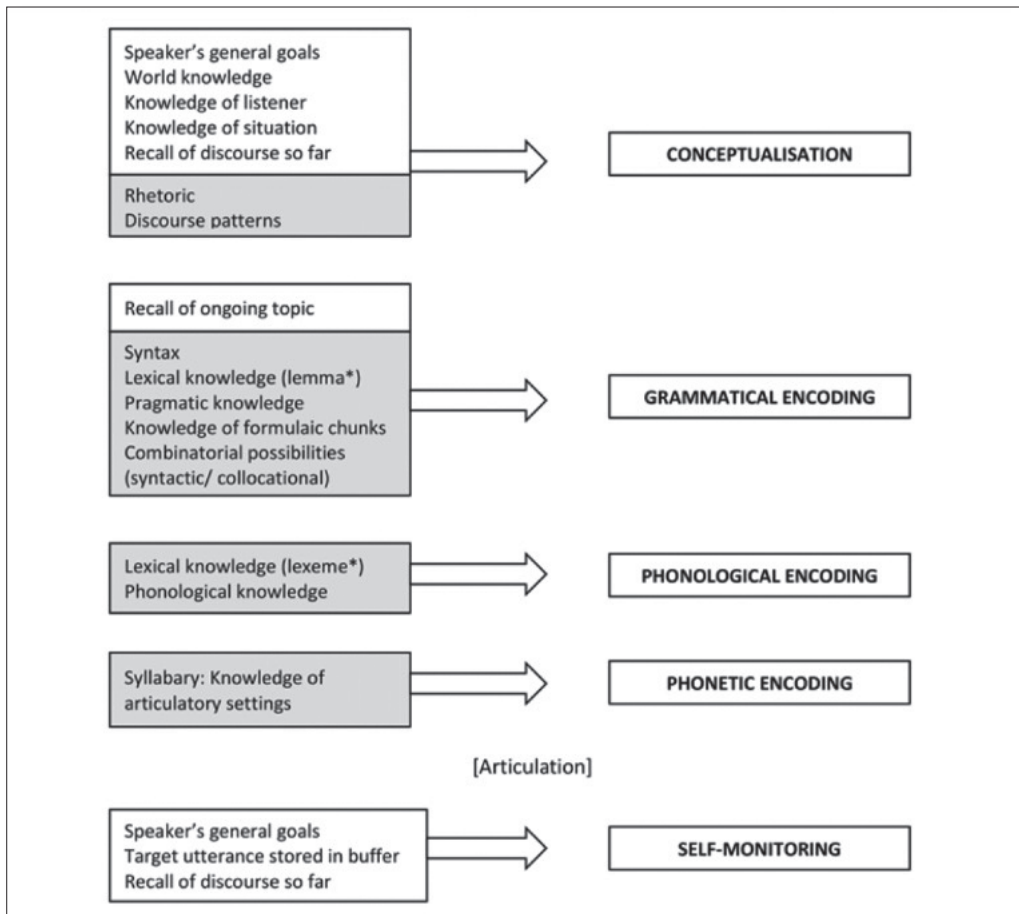 Speaker's general goals
World knowledge
Knowledge of listener
Knowledge of situation
Recall of discourse so far
Rhetoric
Discourse patterns
CONCEPTUALISATION
Recall of ongoing topic
Syntax
Lexical knowledge (lemma*)
Pragmatic knowledge
Knowledge of formulaic chunks
Combinatorial possibilities
(syntactic/ collocational)
GRAMMATICAL ENCODING
Lexical knowledge (lexeme*)
Phonological knowledge
PHONOLOGICAL ENCODING
Syllabary: Knowledge of
articulatory settings
PHONETIC ENCODING
[Articulation]
Speaker's general goals
Target utterance stored in buffer
Recall of discourse so far
SELF-MONITORING